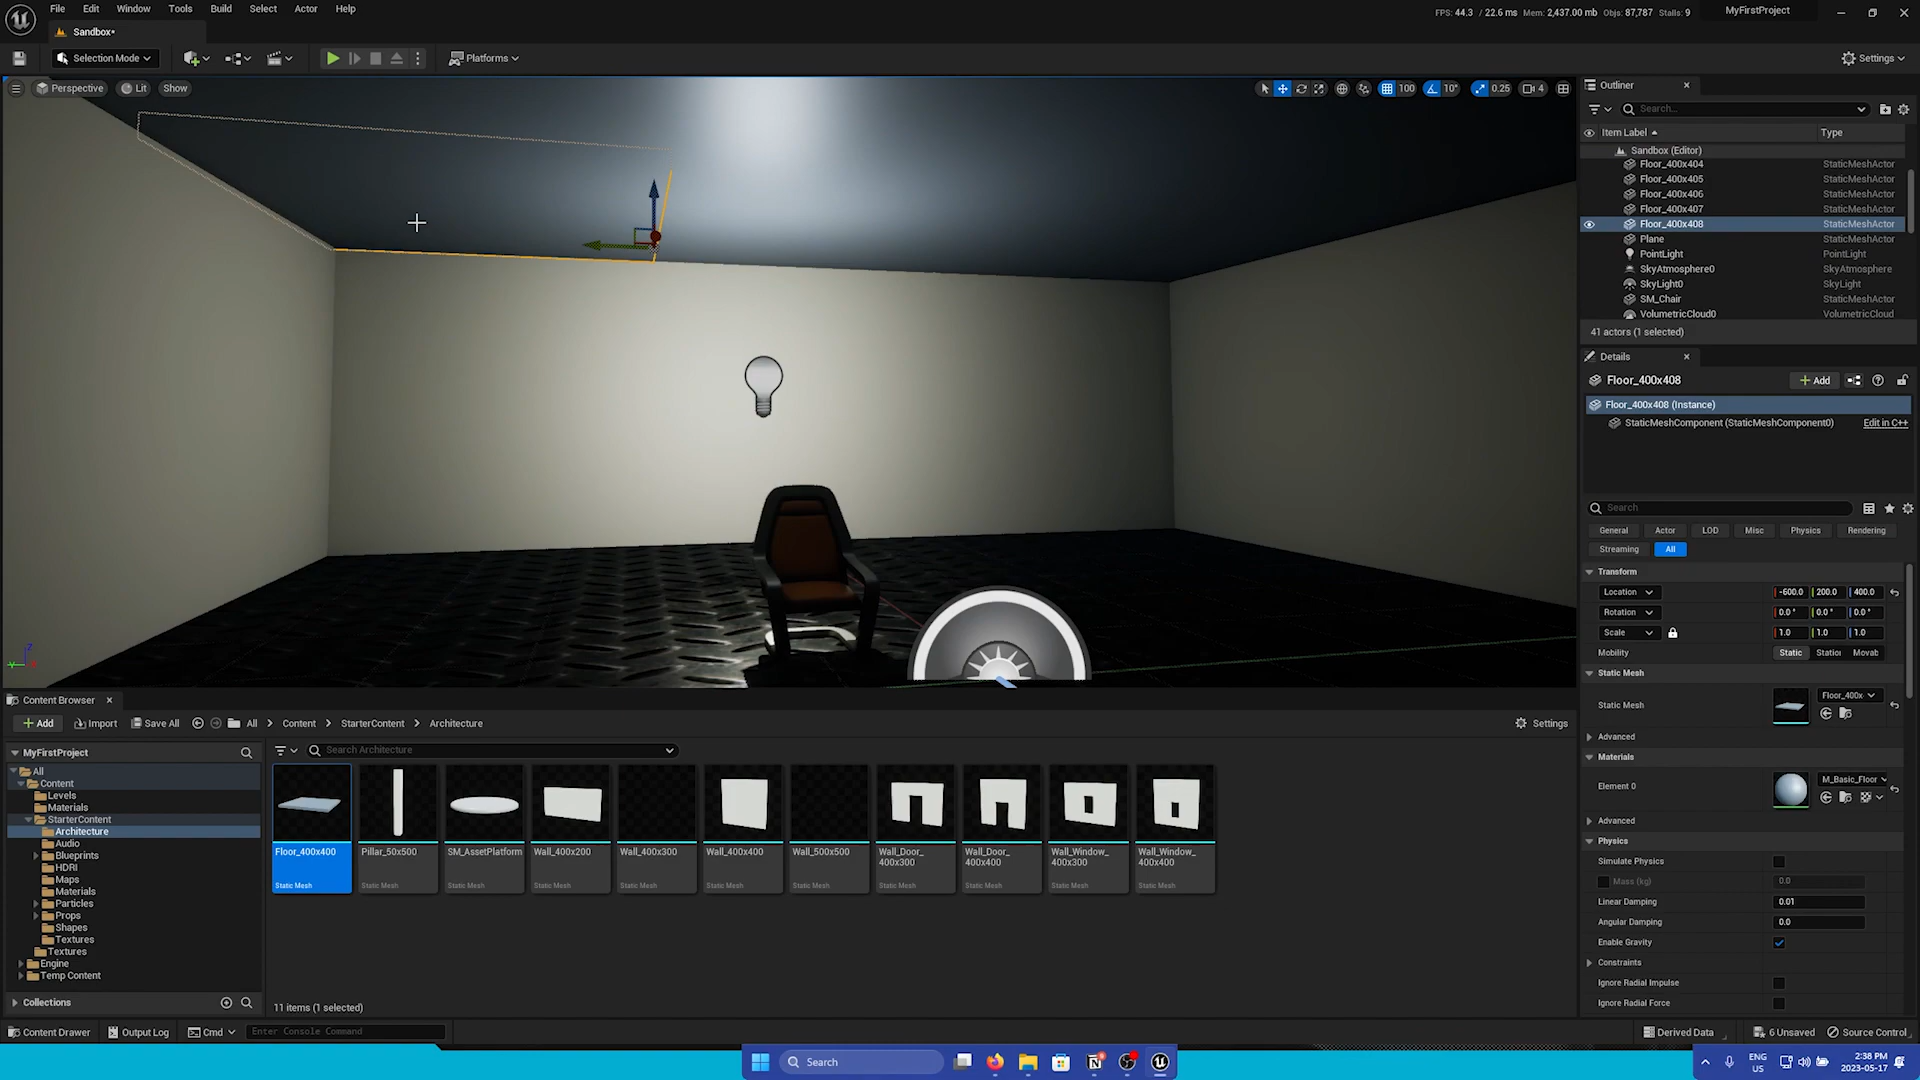 File Edit Window Tools Build Select Actor Help
FPS: 44.3 / 22.6 ms Mem: 2,437.00 mb Objs: 87,787 Stalls: 9
MyFirstProject
Sandbox•
Selection Mode
Platforms
Settings
Perspective
Lit
Show
100
10°
0.25
4
Outliner
Search...
Item Label
Type
Sandbox (Editor)
Floor_400x404 StaticMeshActor
Floor_400x405 StaticMeshActor
Floor_400x406 StaticMeshActor
Floor_400x407 StaticMeshActor
Floor_400x408 StaticMeshActor
Plane StaticMeshActor
PointLight PointLight
SkyAtmosphere0 SkyAtmosphere
SkyLight0 SkyLight
SM_Chair StaticMeshActor
VolumetricCloud0 VolumetricCloud
41 actors (1 selected)
Details
Floor_400x408
Add
Floor_400x408 (Instance)
StaticMeshComponent (StaticMeshComponent0) Edit in C++
Search
General Actor LOD Misc Physics Rendering
Streaming All
Transform
Location -600.0 200.0 400.0
Rotation 0.0° 0.0° 0.0°
Scale 1.0 1.0 1.0
Mobility Static Station Movab
Static Mesh
Static Mesh Floor_400x
Advanced
Materials
Element 0 M_Basic_Floor
Advanced
Physics
Simulate Physics
Mass (kg) 0.0
Linear Damping 0.01
Angular Damping 0.0
Enable Gravity
Constraints
Ignore Radial Impulse
Ignore Radial Force
Content Browser
Add
Import
Save All
All
Content
StarterContent
Architecture
Settings
MyFirstProject
All
Content
Levels
Materials
StarterContent
Architecture
Audio
Blueprints
HDRI
Maps
Materials
Particles
Props
Shapes
Textures
Textures
Engine
Temp Content
Collections
Search Architecture
Floor_400x400
Static Mesh
Pillar_50x500
Static Mesh
SM_AssetPlatform
Static Mesh
Wall_400x200
Static Mesh
Wall_400x300
Static Mesh
Wall_400x400
Static Mesh
Wall_500x500
Static Mesh
Wall_Door_
400x300
Static Mesh
Wall_Door_
400x400
Static Mesh
Wall_Window_
400x300
Static Mesh
Wall_Window_
400x400
Static Mesh
11 items (1 selected)
Content Drawer
Output Log
Cmd
Enter Console Command
Derived Data
6 Unsaved
Source Control
Search
ENG
US
2:38 PM
2023-05-17